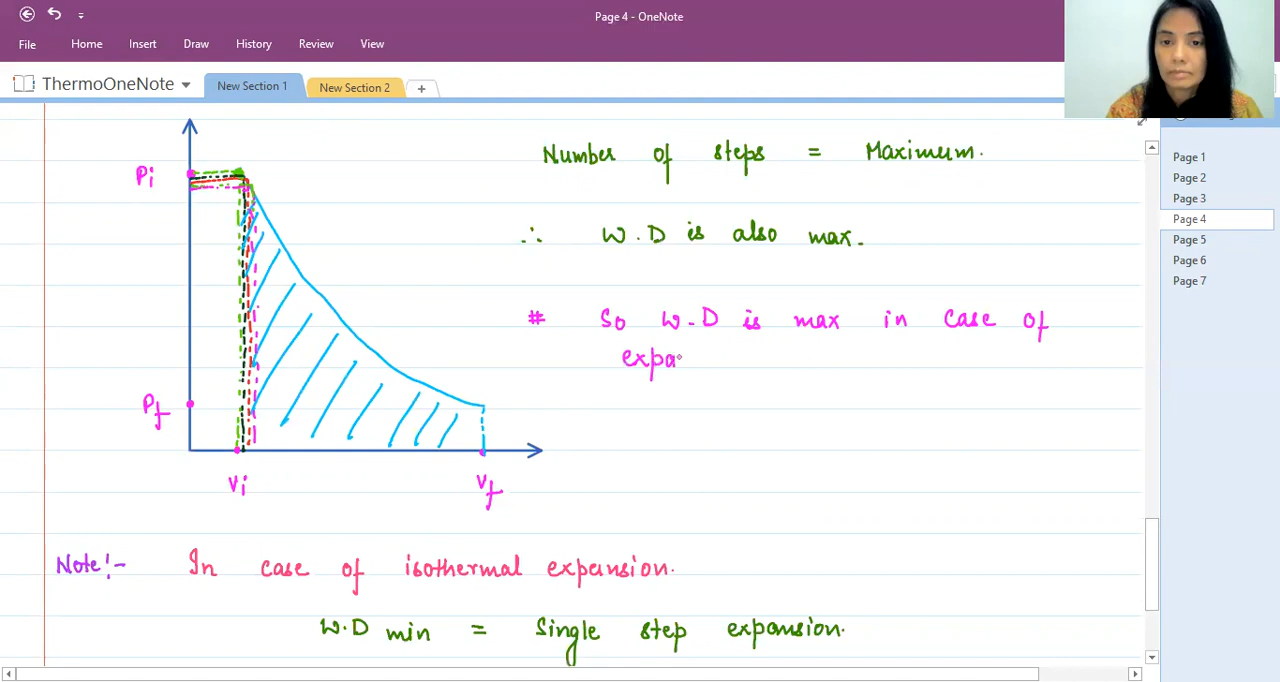 Page 4 - OneNote
File Home Insert Draw History Review View
ThermoOneNote New Section 1 New Section 2 +
Page 1
Page 2
Page 3
Page 4
Page 5
Page 6
Page 7
Pi
Pf
Vi
Vf
Number of steps = Maximum.
∴ W.D is also max.
# So W.D is max in case of
expa
Note!- In case of isothermal expansion.
W.D min = Single step expansion.